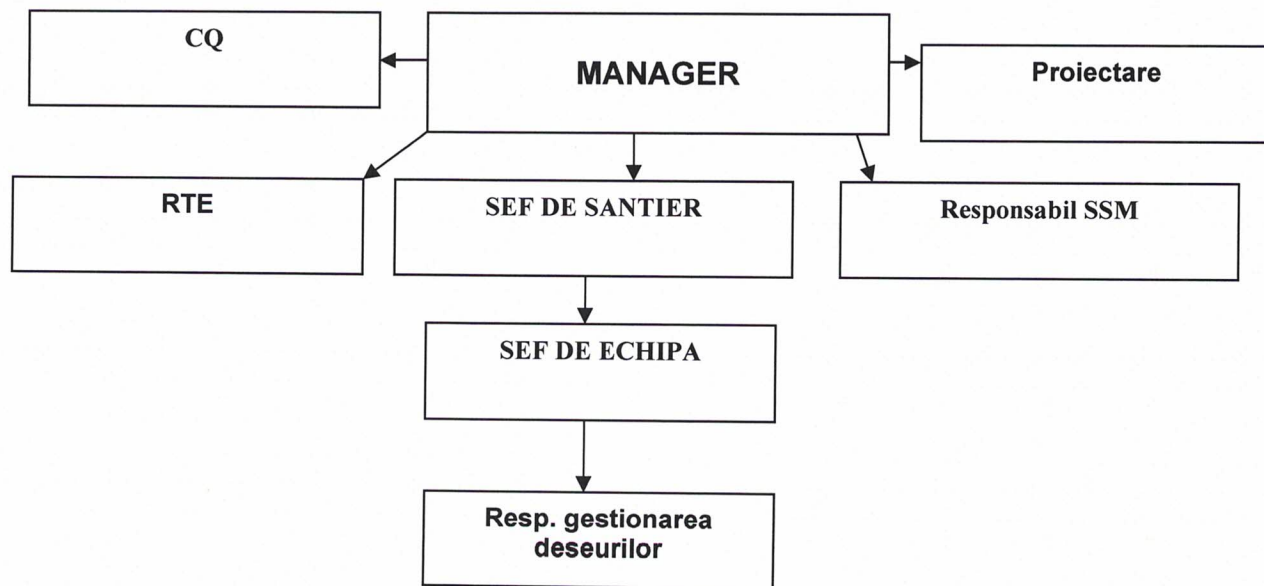 CQ
MANAGER
Proiectare
RTE
SEF DE SANTIER
Responsabil SSM
SEF DE ECHIPA
Resp. gestionarea
deseurilor